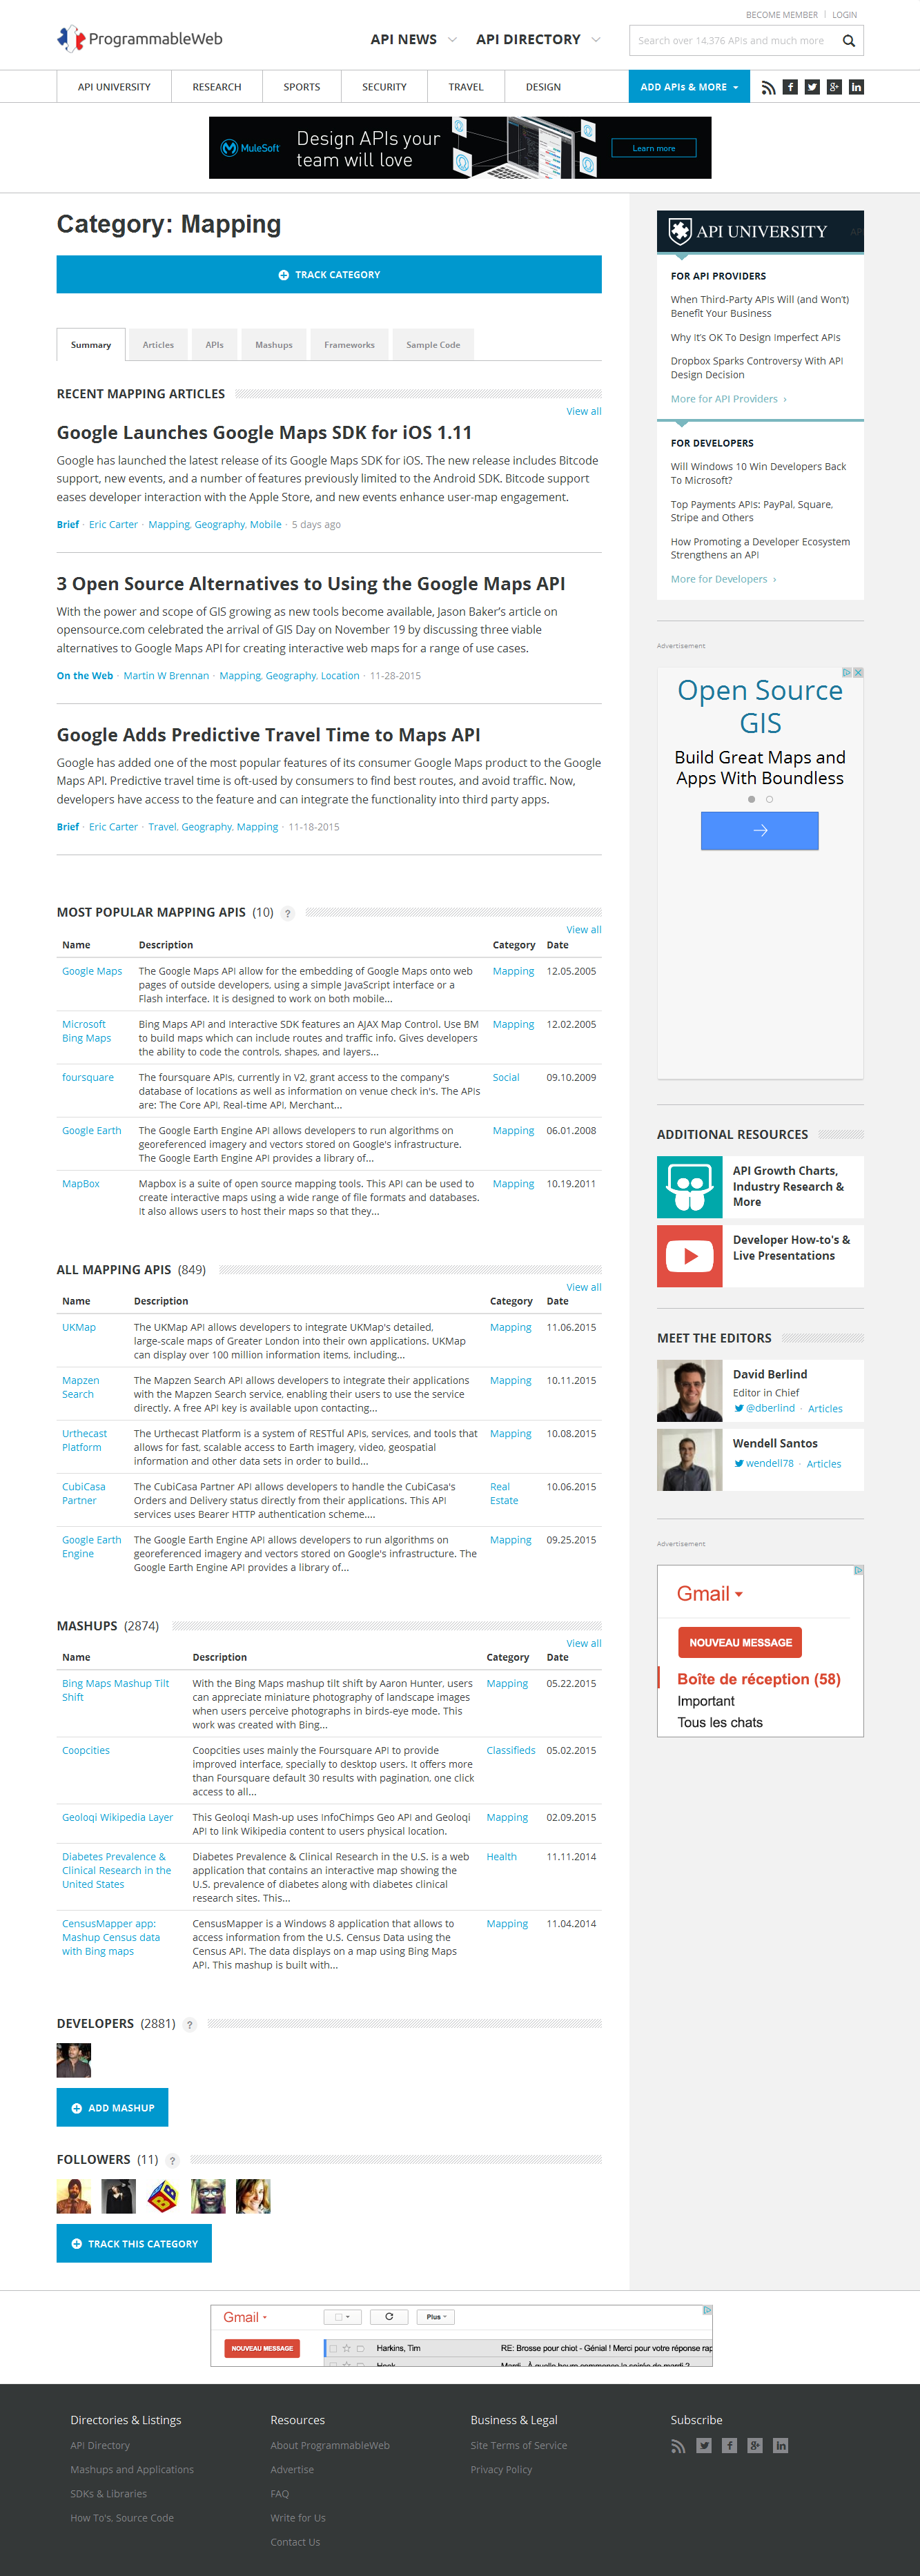 BECOME MEMBER | LOGIN
ProgrammableWeb
API NEWS
API DIRECTORY
Search over 14,376 APIs and much more
API UNIVERSITY
RESEARCH
SPORTS
SECURITY
TRAVEL
DESIGN
ADD APIs & MORE
MuleSoft
Design APIs your
team will love
Learn more
Category: Mapping
TRACK CATEGORY
Summary
Articles
APIs
Mashups
Frameworks
Sample Code
RECENT MAPPING ARTICLES
View all
Google Launches Google Maps SDK for iOS 1.11
Google has launched the latest release of its Google Maps SDK for iOS. The new release includes Bitcode
support, new events, and a number of features previously limited to the Android SDK. Bitcode support
eases developer interaction with the Apple Store, and new events enhance user-map engagement.
Brief · Eric Carter · Mapping, Geography, Mobile · 5 days ago
3 Open Source Alternatives to Using the Google Maps API
With the power and scope of GIS growing as new tools become available, Jason Baker's article on
opensource.com celebrated the arrival of GIS Day on November 19 by discussing three viable
alternatives to Google Maps API for creating interactive web maps for a range of use cases.
On the Web · Martin W Brennan · Mapping, Geography, Location · 11-28-2015
Google Adds Predictive Travel Time to Maps API
Google has added one of the most popular features of its consumer Google Maps product to the Google
Maps API. Predictive travel time is oft-used by consumers to find best routes, and avoid traffic. Now,
developers have access to the feature and can integrate the functionality into third party apps.
Brief · Eric Carter · Travel, Geography, Mapping · 11-18-2015
MOST POPULAR MAPPING APIS (10) ?
View all
Name Description Category Date
Google Maps The Google Maps API allow for the embedding of Google Maps onto web Mapping 12.05.2005
pages of outside developers, using a simple JavaScript interface or a
Flash interface. It is designed to work on both mobile...
Microsoft Bing Maps API and Interactive SDK features an AJAX Map Control. Use BM Mapping 12.02.2005
Bing Maps to build maps which can include routes and traffic info. Gives developers
the ability to code the controls, shapes, and layers...
foursquare The foursquare APIs, currently in V2, grant access to the company's Social 09.10.2009
database of locations as well as information on venue check in's. The APIs
are: The Core API, Real-time API, Merchant...
Google Earth The Google Earth Engine API allows developers to run algorithms on Mapping 06.01.2008
georeferenced imagery and vectors stored on Google's infrastructure.
The Google Earth Engine API provides a library of...
MapBox Mapbox is a suite of open source mapping tools. This API can be used to Mapping 10.19.2011
create interactive maps using a wide range of file formats and databases.
It also allows users to host their maps so that they...
ALL MAPPING APIS (849)
View all
Name Description Category Date
UKMap The UKMap API allows developers to integrate UKMap's detailed, Mapping 11.06.2015
large-scale maps of Greater London into their own applications. UKMap
can display over 100 million information items, including...
Mapzen The Mapzen Search API allows developers to integrate their applications Mapping 10.11.2015
Search with the Mapzen Search service, enabling their users to use the service
directly. A free API key is available upon contacting...
Urthecast The Urthecast Platform is a system of RESTful APIs, services, and tools that Mapping 10.08.2015
Platform allows for fast, scalable access to Earth imagery, video, geospatial
information and other data sets in order to build...
CubiCasa The CubiCasa Partner API allows developers to handle the CubiCasa's Real 10.06.2015
Partner Orders and Delivery status directly from their applications. This API Estate
services uses Bearer HTTP authentication scheme....
Google Earth The Google Earth Engine API allows developers to run algorithms on Mapping 09.25.2015
Engine georeferenced imagery and vectors stored on Google's infrastructure. The
Google Earth Engine API provides a library of...
MASHUPS (2874)
View all
Name Description Category Date
Bing Maps Mashup Tilt With the Bing Maps mashup tilt shift by Aaron Hunter, users Mapping 05.22.2015
Shift can appreciate miniature photography of landscape images
when users perceive photographs in birds-eye mode. This
work was created with Bing...
Coopcities Coopcities uses mainly the Foursquare API to provide Classifieds 05.02.2015
improved interface, specially to desktop users. It offers more
than Foursquare default 30 results with pagination, one click
access to all...
Geoloqi Wikipedia Layer This Geoloqi Mash-up uses InfoChimps Geo API and Geoloqi Mapping 02.09.2015
API to link Wikipedia content to users physical location.
Diabetes Prevalence & Diabetes Prevalence & Clinical Research in the U.S. is a web Health 11.11.2014
Clinical Research in the application that contains an interactive map showing the
United States U.S. prevalence of diabetes along with diabetes clinical
research sites. This...
CensusMapper app: CensusMapper is a Windows 8 application that allows to Mapping 11.04.2014
Mashup Census data access information from the U.S. Census Data using the
with Bing maps Census API. The data displays on a map using Bing Maps
API. This mashup is built with...
DEVELOPERS (2881) ?
ADD MASHUP
FOLLOWERS (11) ?
TRACK THIS CATEGORY
API UNIVERSITY
FOR API PROVIDERS
When Third-Party APIs Will (and Won't)
Benefit Your Business
Why It's OK To Design Imperfect APIs
Dropbox Sparks Controversy With API
Design Decision
More for API Providers ›
FOR DEVELOPERS
Will Windows 10 Win Developers Back
To Microsoft?
Top Payments APIs: PayPal, Square,
Stripe and Others
How Promoting a Developer Ecosystem
Strengthens an API
More for Developers ›
Advertisement
Open Source
GIS
Build Great Maps and
Apps With Boundless
ADDITIONAL RESOURCES
API Growth Charts,
Industry Research &
More
Developer How-to's &
Live Presentations
MEET THE EDITORS
David Berlind
Editor in Chief
@dberlind · Articles
Wendell Santos
wendell78 · Articles
Advertisement
Gmail
NOUVEAU MESSAGE
Boîte de réception (58)
Important
Tous les chats
Gmail
Plus
NOUVEAU MESSAGE
Harkins, Tim RE: Brosse pour chiot - Génial ! Merci pour votre réponse rap
Directories & Listings
API Directory
Mashups and Applications
SDKs & Libraries
How To's, Source Code
Resources
About ProgrammableWeb
Advertise
FAQ
Write for Us
Contact Us
Business & Legal
Site Terms of Service
Privacy Policy
Subscribe